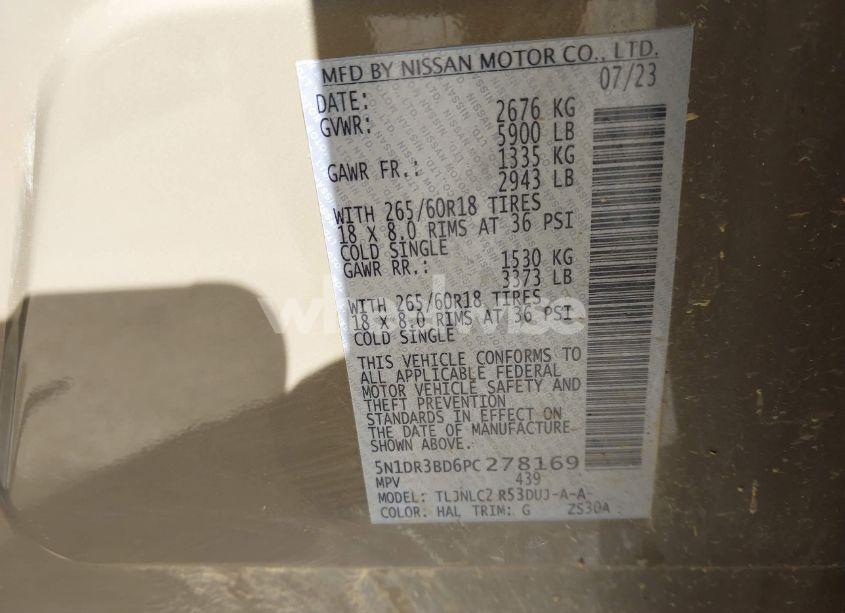 MFD BY NISSAN MOTOR CO., LTD.
DATE: 07/23
GVWR: 2676 KG
5900 LB
GAWR FR.: 1335 KG
2943 LB
WITH 265/60R18 TIRES
18 X 8.0 RIMS AT 36 PSI
COLD SINGLE
GAWR RR.: 1530 KG
3373 LB
WITH 265/60R18 TIRES
18 X 8.0 RIMS AT 36 PSI
COLD SINGLE
THIS VEHICLE CONFORMS TO
ALL APPLICABLE FEDERAL
MOTOR VEHICLE SAFETY AND
THEFT PREVENTION
STANDARDS IN EFFECT ON
THE DATE OF MANUFACTURE
SHOWN ABOVE.
5N1DR3BD6PC278169
MPV 439
MODEL: TLJNLC2 R53DUJ-A-A-
COLOR: HAL TRIM: G ZS30A